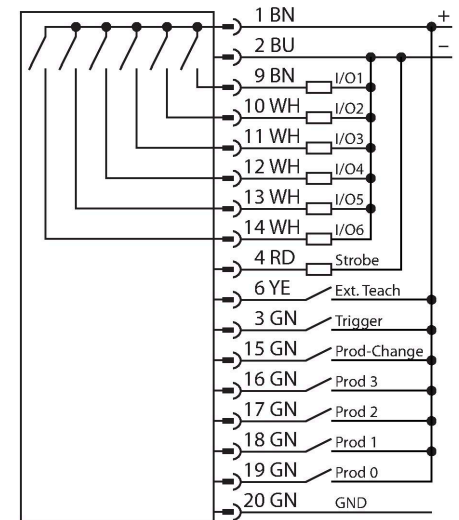 1 BN +
2 BU −
9 BN I/O1
10 WH I/O2
11 WH I/O3
12 WH I/O4
13 WH I/O5
14 WH I/O6
4 RD Strobe
6 YE Ext. Teach
3 GN Trigger
15 GN Prod-Change
16 GN Prod 3
17 GN Prod 2
18 GN Prod 1
19 GN Prod 0
20 GN GND